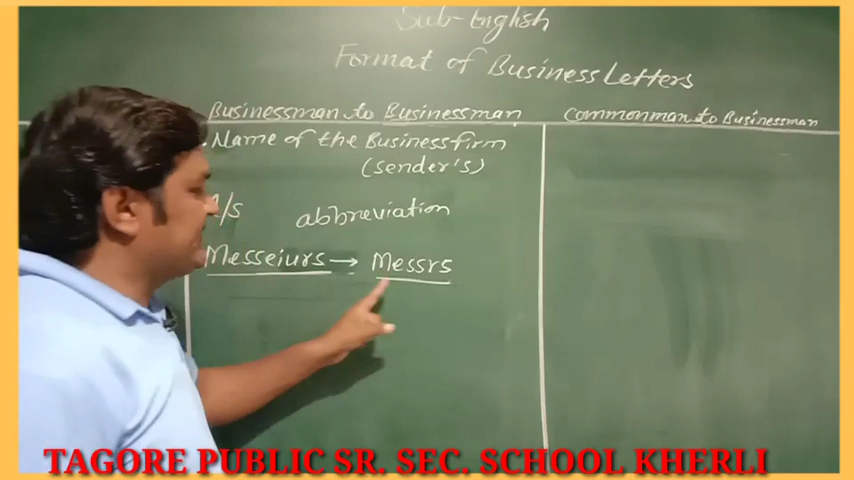 Sub-English
Format of Business Letters
Businessman to Businessman
Commonman to Businessman
. Name of the Business firm
(sender's)
/s abbreviation
Messeiurs → Messrs
TAGORE PUBLIC SR. SEC. SCHOOL KHERLI